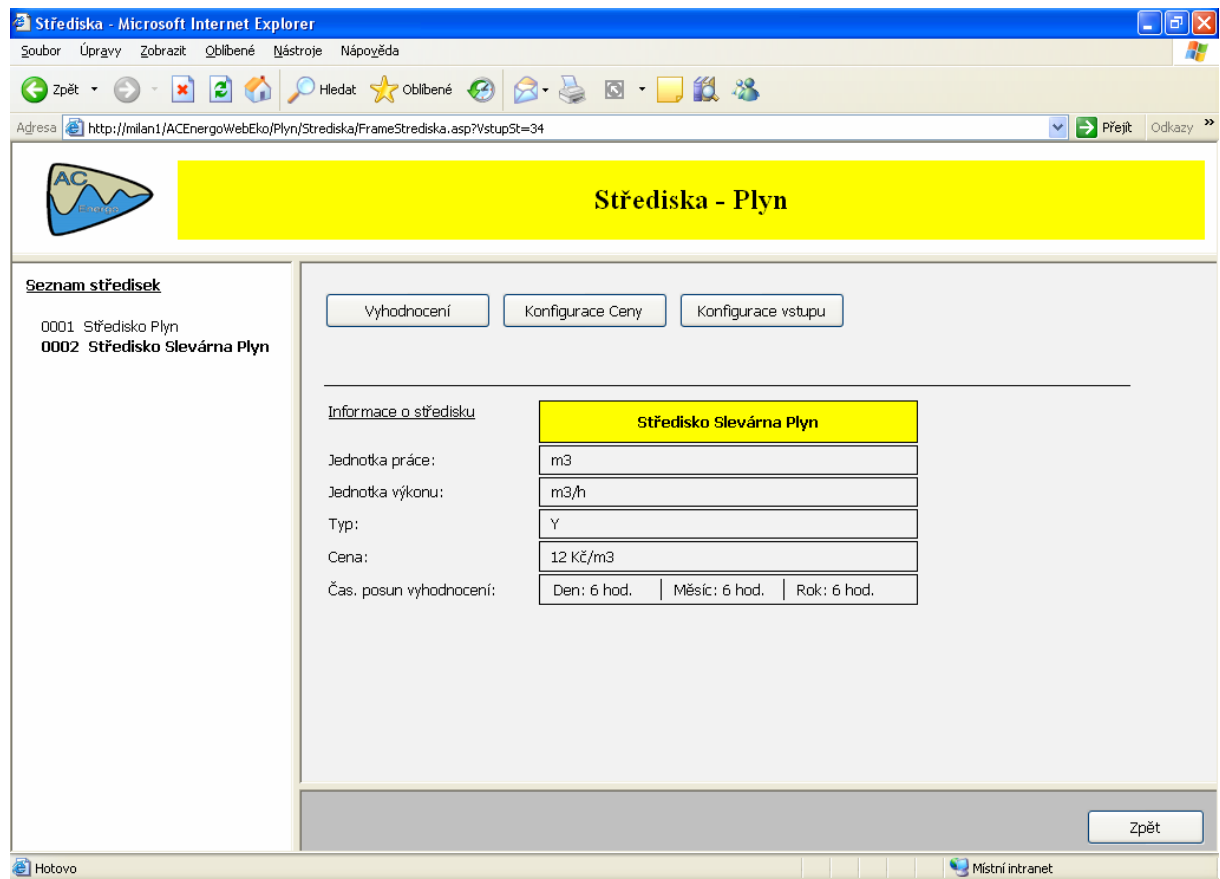 Střediska - Microsoft Internet Explorer
Soubor Úpravy Zobrazit Oblíbené Nástroje Nápověda
Zpět Hledat Oblíbené
Adresa http://milan1/ACEnergoWebEko/Plyn/Strediska/FrameStrediska.asp?VstupSt=34 Přejít Odkazy »
AC
Energo
Střediska - Plyn
Seznam středisek
0001 Středisko Plyn
0002 Středisko Slevárna Plyn
Vyhodnocení Konfigurace Ceny Konfigurace vstupu
Informace o středisku Středisko Slevárna Plyn
Jednotka práce: m3
Jednotka výkonu: m3/h
Typ: Y
Cena: 12 Kč/m3
Čas. posun vyhodnocení: Den: 6 hod. Měsíc: 6 hod. Rok: 6 hod.
Zpět
Hotovo Místní intranet